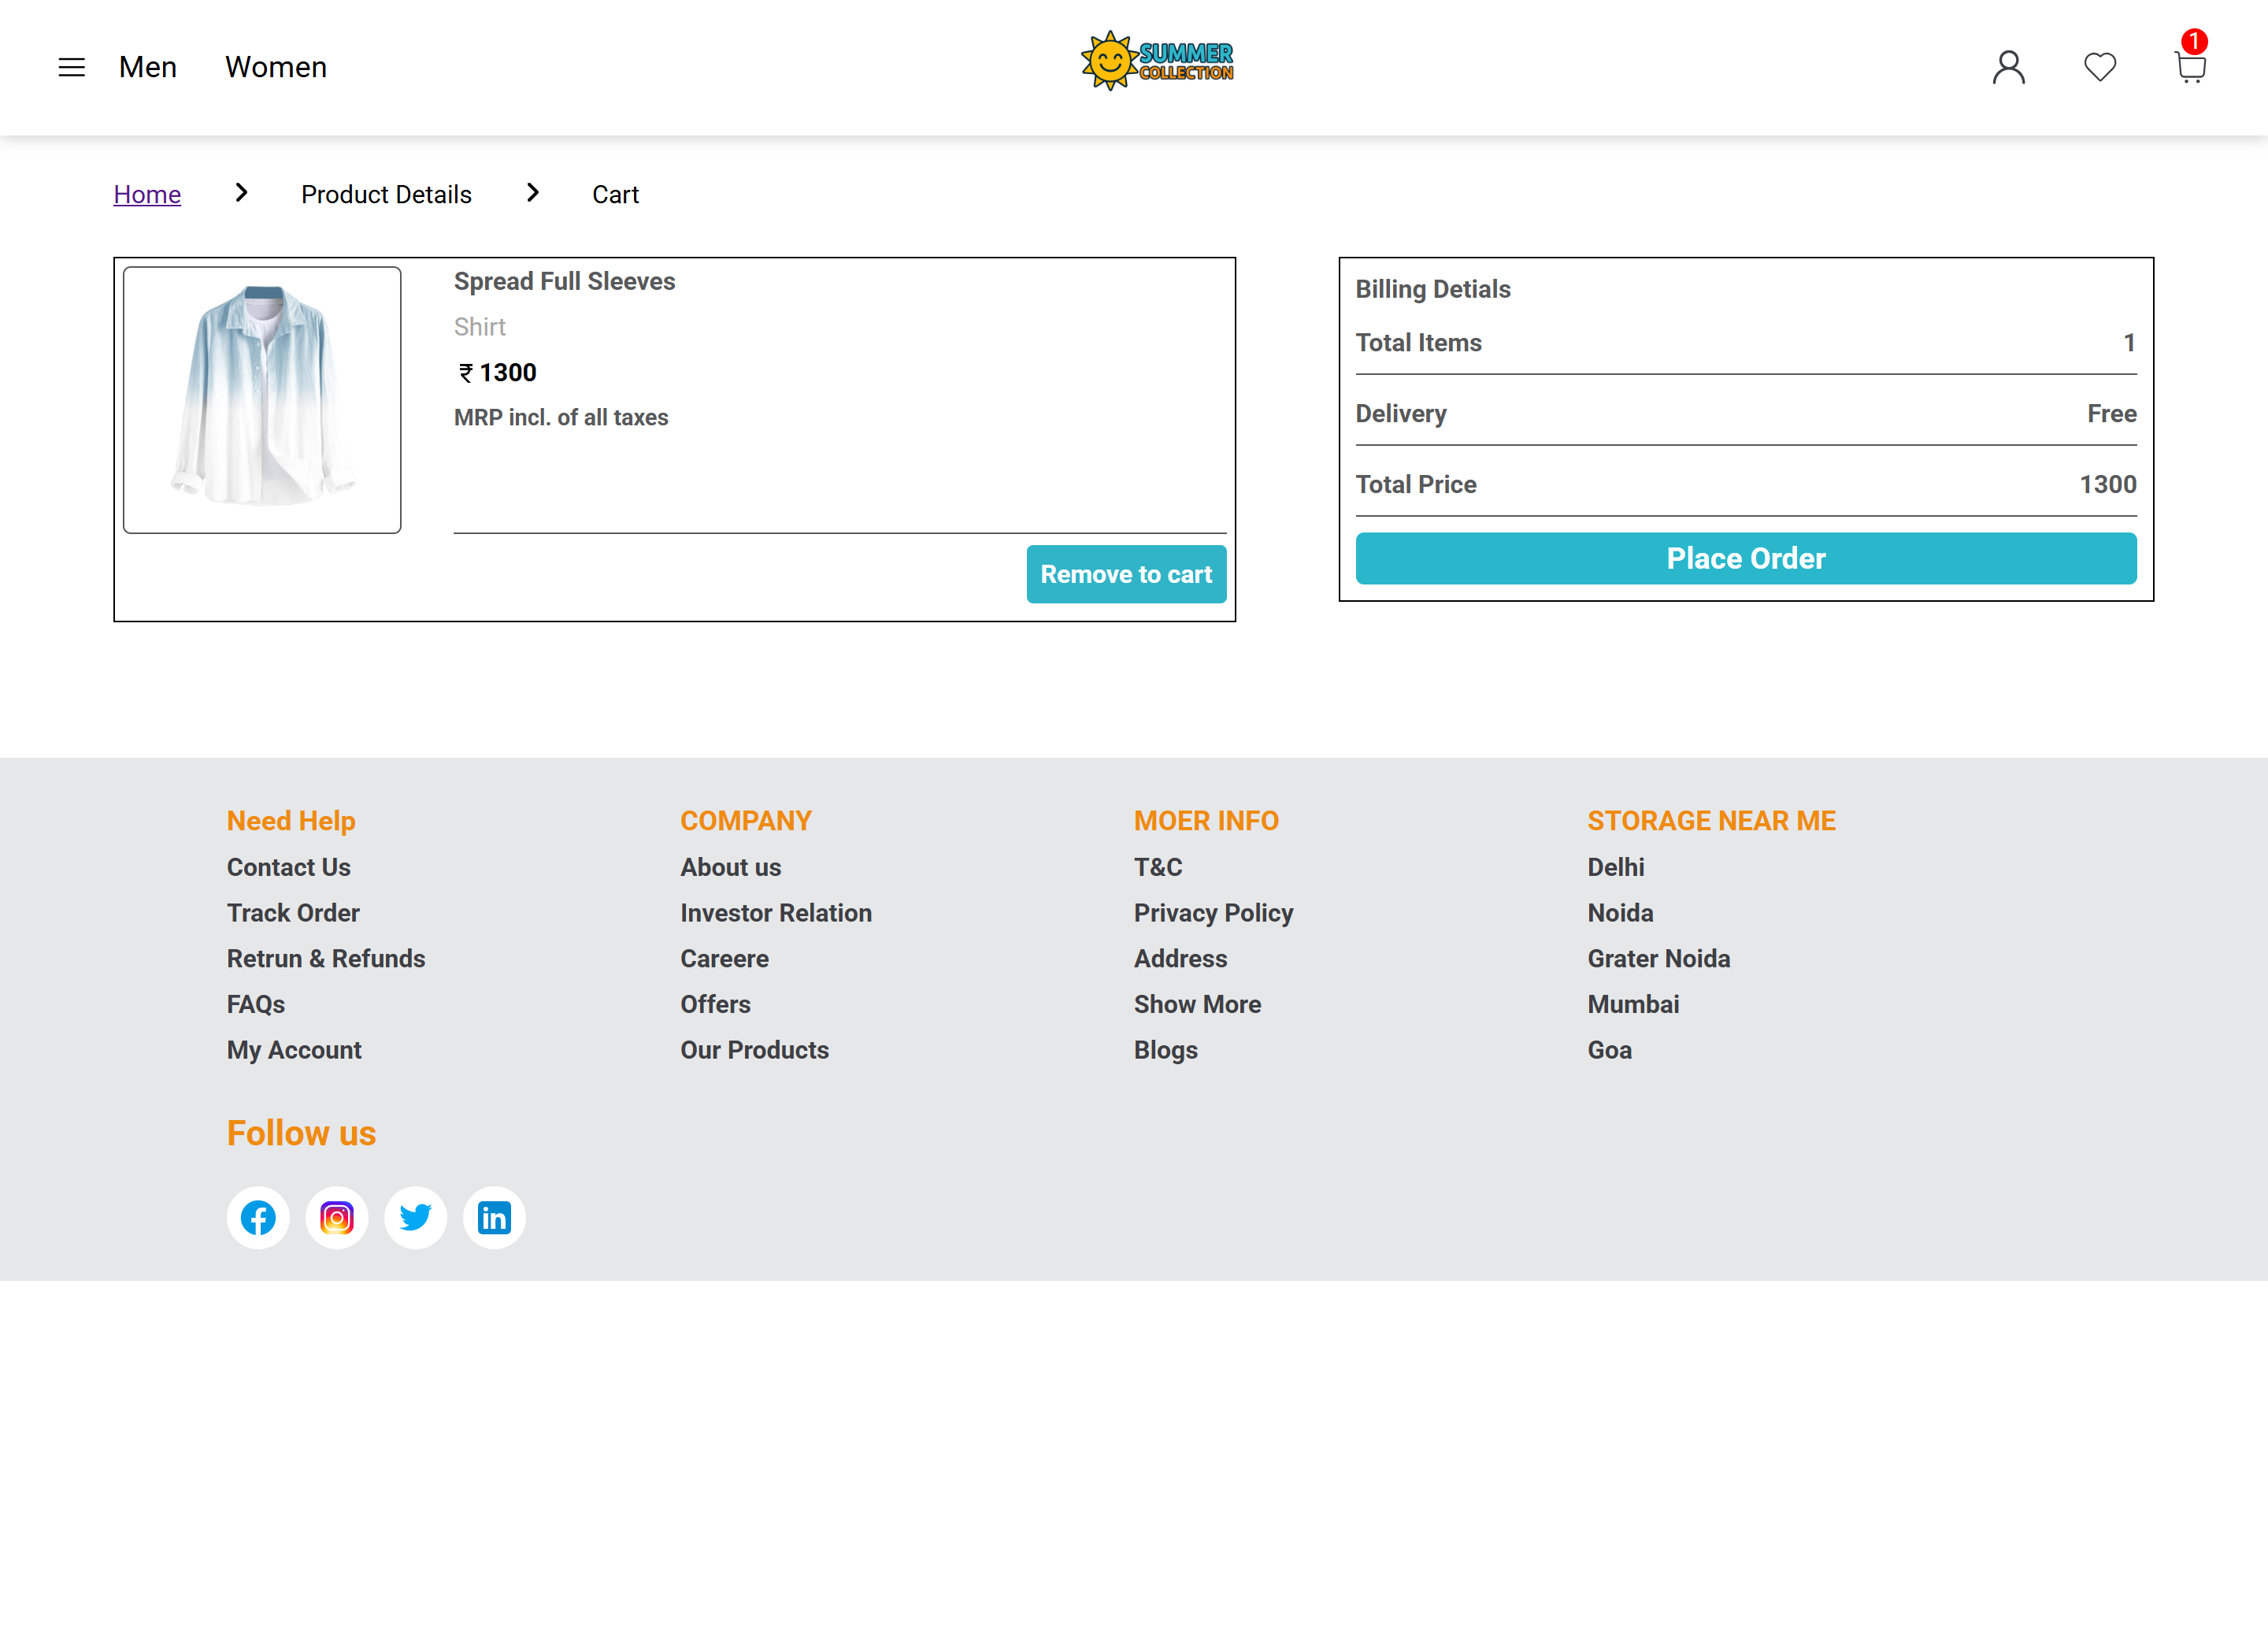 Men Women
SUMMER
COLLECTION
1
Home > Product Details > Cart
Spread Full Sleeves
Shirt
₹ 1300
MRP incl. of all taxes
Remove to cart
Billing Detials
Total Items 1
Delivery Free
Total Price 1300
Place Order
Need Help
Contact Us
Track Order
Retrun & Refunds
FAQs
My Account
COMPANY
About us
Investor Relation
Careere
Offers
Our Products
MOER INFO
T&C
Privacy Policy
Address
Show More
Blogs
STORAGE NEAR ME
Delhi
Noida
Grater Noida
Mumbai
Goa
Follow us